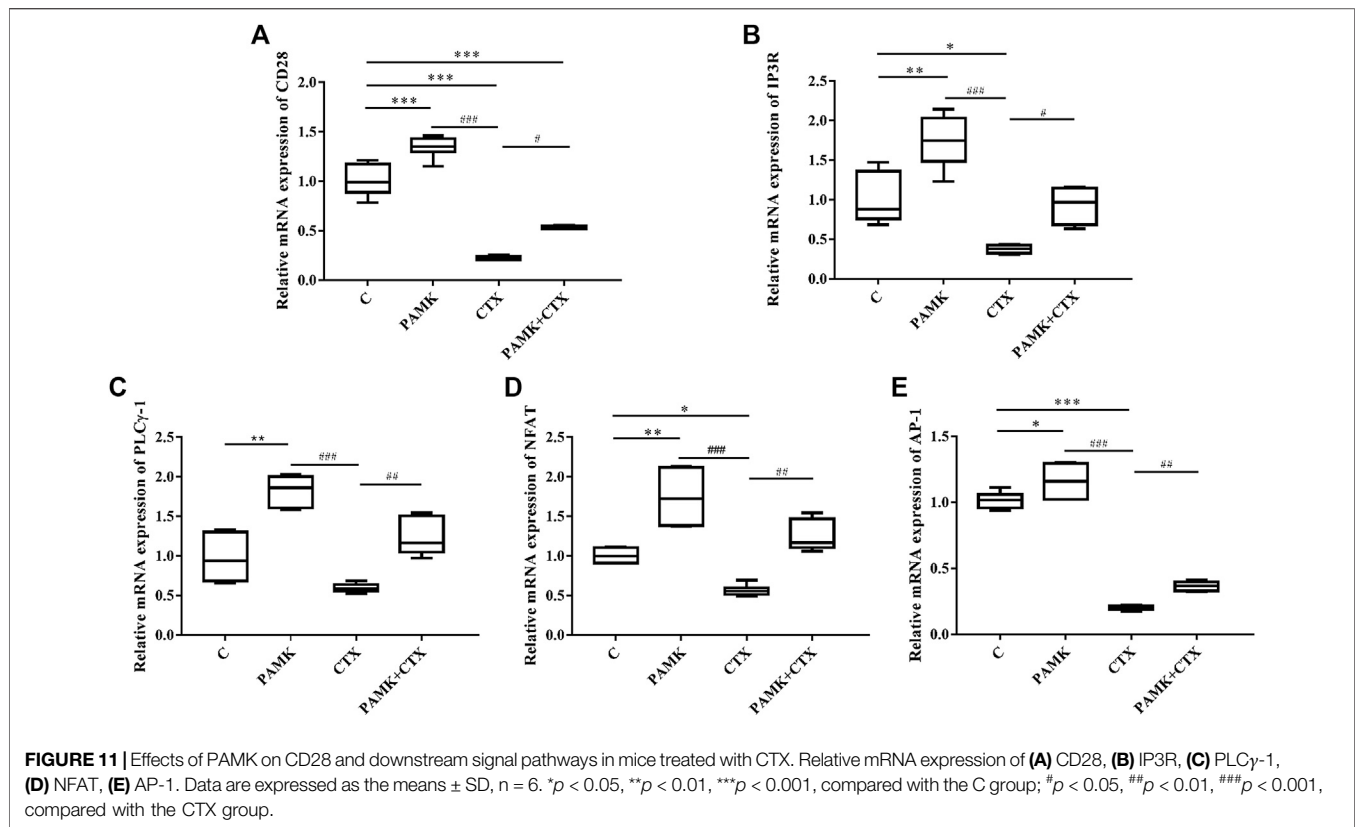 A
Relative mRNA expression of CD28
2.0
1.5
1.0
0.5
0.0
***
***
***
###
#
C
PAMK
CTX
PAMK+CTX
B
Relative mRNA expression of IP3R
2.5
2.0
1.5
1.0
0.5
0.0
*
**
###
#
C
PAMK
CTX
PAMK+CTX
C
Relative mRNA expression of PLCγ-1
2.5
2.0
1.5
1.0
0.5
0.0
**
###
##
C
PAMK
CTX
PAMK+CTX
D
Relative mRNA expression of NFAT
2.5
2.0
1.5
1.0
0.5
0.0
*
**
###
##
C
PAMK
CTX
PAMK+CTX
E
Relative mRNA expression of AP-1
1.5
1.0
0.5
0.0
***
*
###
##
C
PAMK
CTX
PAMK+CTX
FIGURE 11 | Effects of PAMK on CD28 and downstream signal pathways in mice treated with CTX. Relative mRNA expression of (A) CD28, (B) IP3R, (C) PLCγ-1,
(D) NFAT, (E) AP-1. Data are expressed as the means ± SD, n = 6. *p < 0.05, **p < 0.01, ***p < 0.001, compared with the C group; #p < 0.05, ##p < 0.01, ###p < 0.001,
compared with the CTX group.